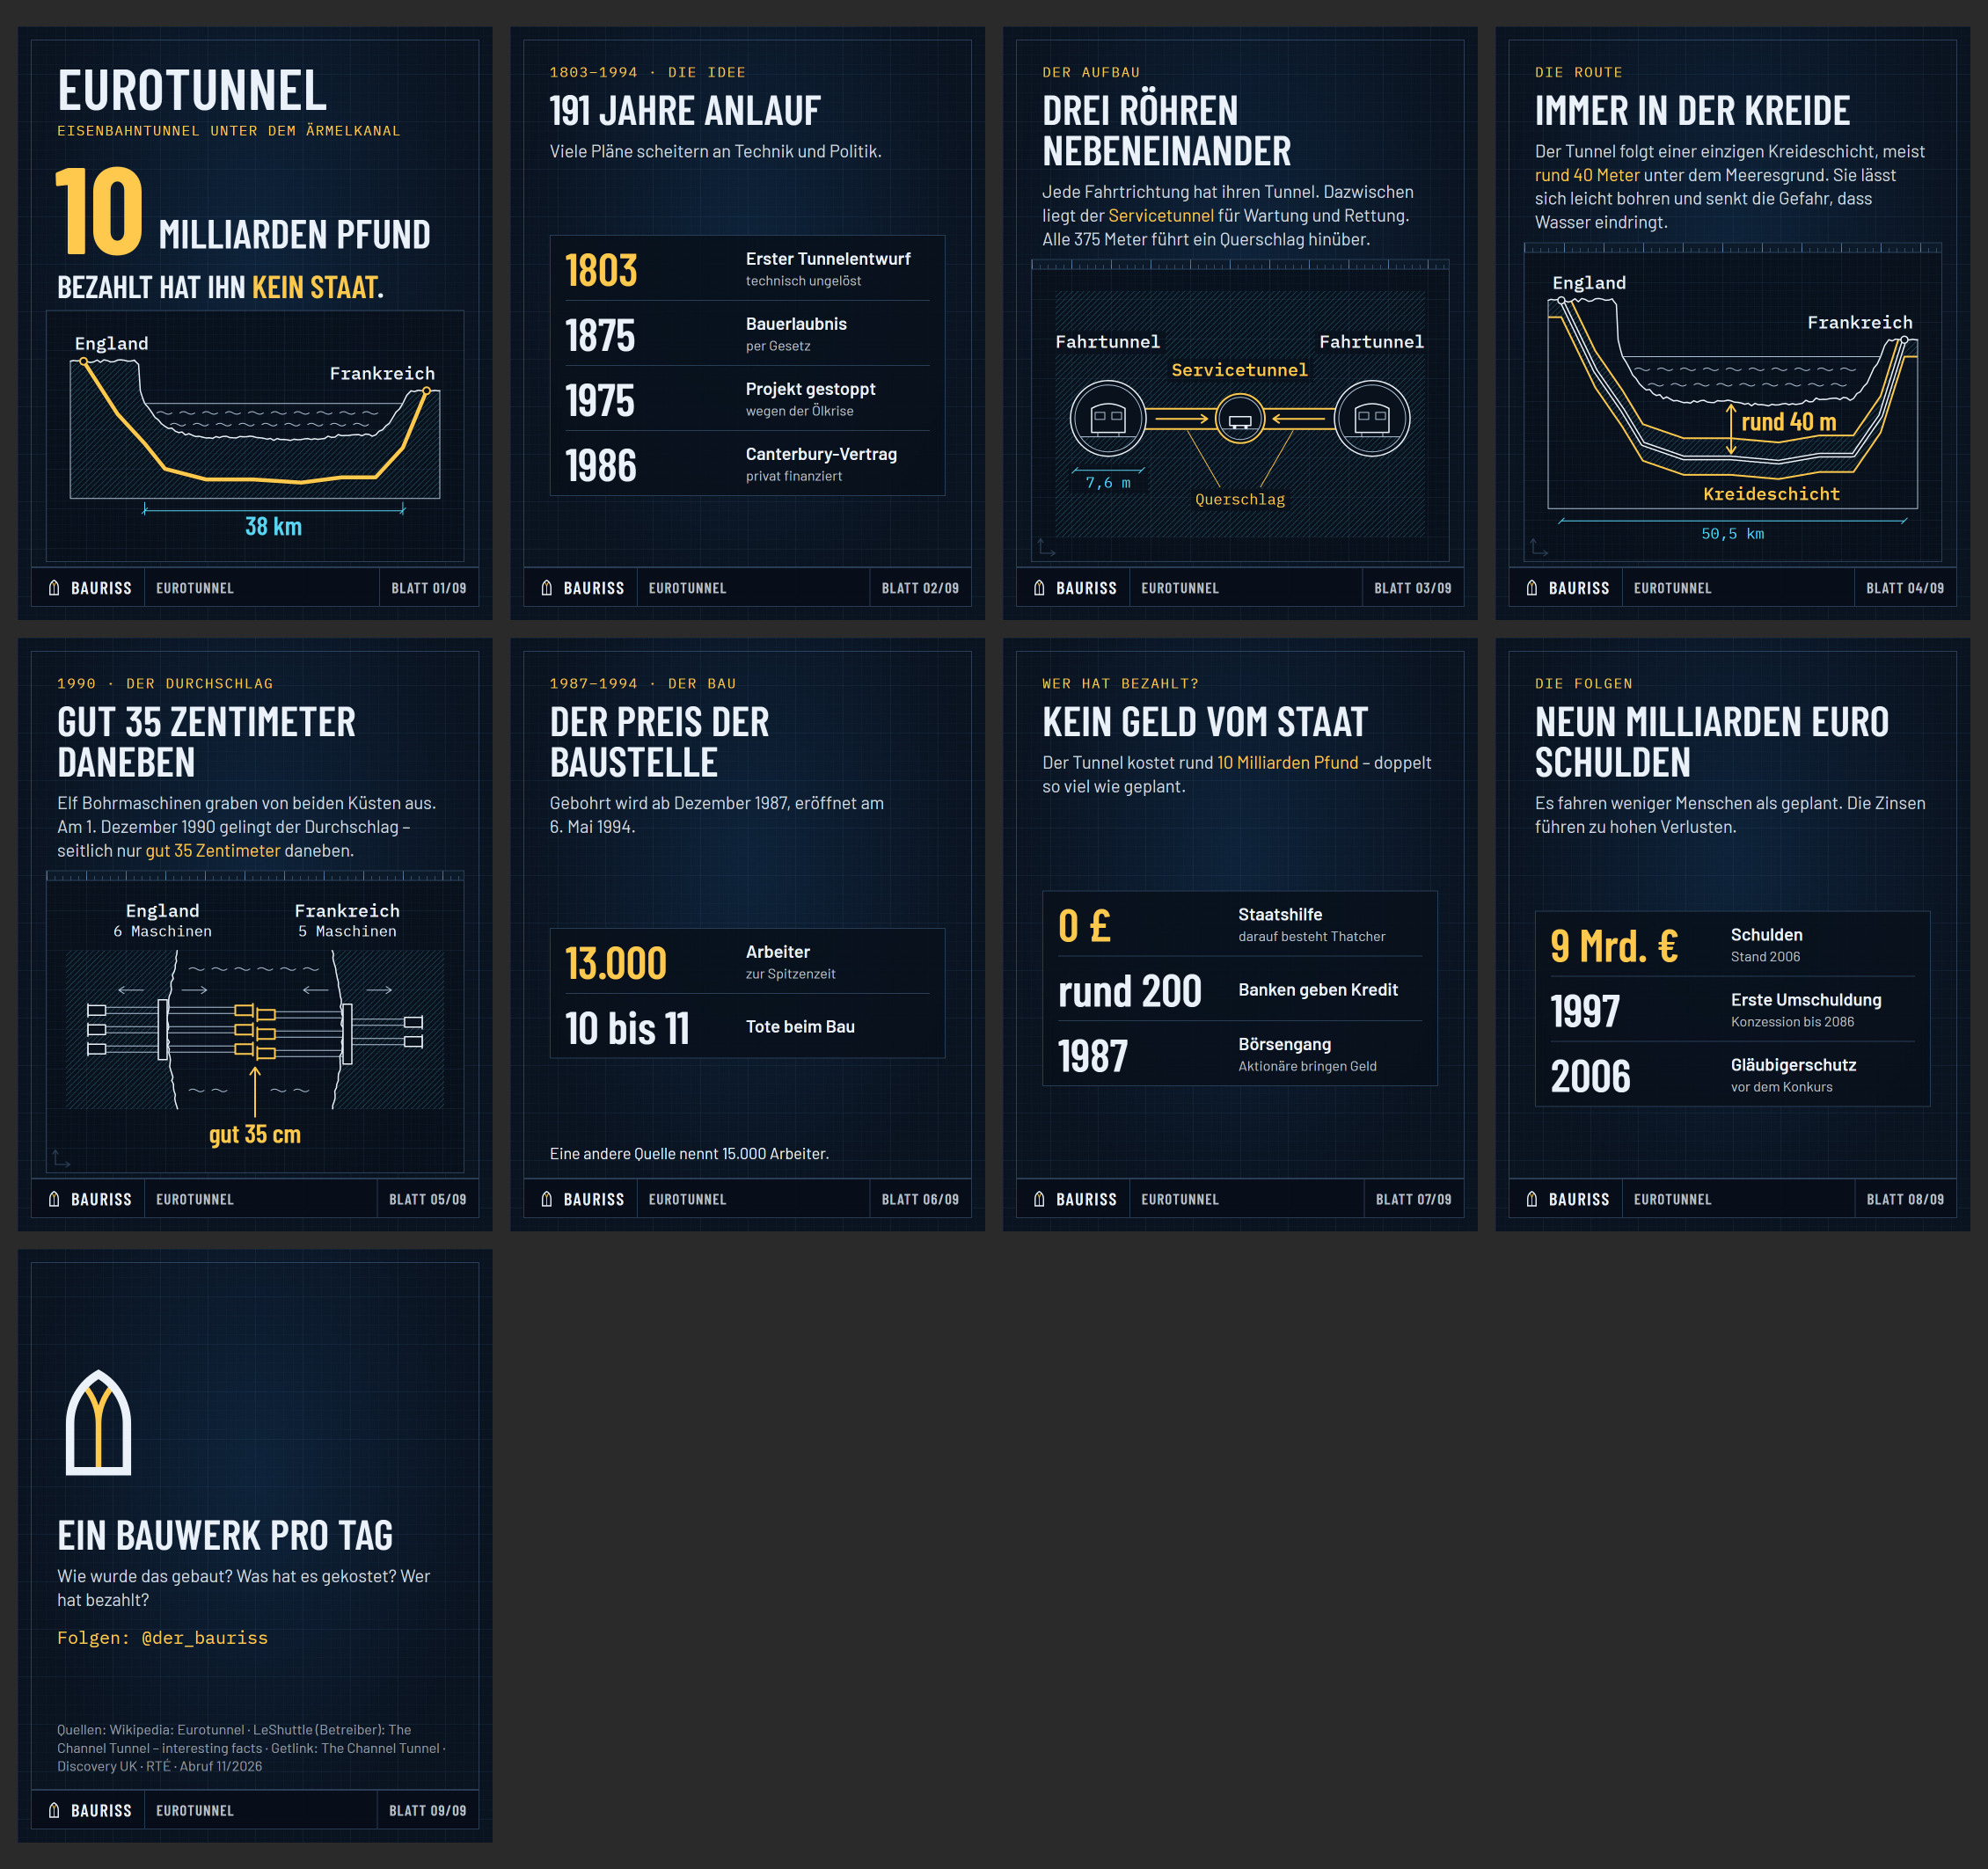 EUROTUNNEL
EISENBAHNTUNNEL UNTER DEM ÄRMELKANAL
10 MILLIARDEN PFUND
BEZAHLT HAT IHN KEIN STAAT.
England
Frankreich
38 km
BAURISS EUROTUNNEL BLATT 01/09
1803–1994 · DIE IDEE
191 JAHRE ANLAUF
Viele Pläne scheitern an Technik und Politik.
1803 Erster Tunnelentwurf
technisch ungelöst
1875 Bauerlaubnis
per Gesetz
1975 Projekt gestoppt
wegen der Ölkrise
1986 Canterbury-Vertrag
privat finanziert
BAURISS EUROTUNNEL BLATT 02/09
DER AUFBAU
DREI RÖHREN
NEBENEINANDER
Jede Fahrtrichtung hat ihren Tunnel. Dazwischen
liegt der Servicetunnel für Wartung und Rettung.
Alle 375 Meter führt ein Querschlag hinüber.
Fahrtunnel Fahrtunnel
Servicetunnel
7,6 m
Querschlag
BAURISS EUROTUNNEL BLATT 03/09
DIE ROUTE
IMMER IN DER KREIDE
Der Tunnel folgt einer einzigen Kreideschicht, meist
rund 40 Meter unter dem Meeresgrund. Sie lässt
sich leicht bohren und senkt die Gefahr, dass
Wasser eindringt.
England
Frankreich
rund 40 m
Kreideschicht
50,5 km
BAURISS EUROTUNNEL BLATT 04/09
1990 · DER DURCHSCHLAG
GUT 35 ZENTIMETER
DANEBEN
Elf Bohrmaschinen graben von beiden Küsten aus.
Am 1. Dezember 1990 gelingt der Durchschlag –
seitlich nur gut 35 Zentimeter daneben.
England Frankreich
6 Maschinen 5 Maschinen
gut 35 cm
BAURISS EUROTUNNEL BLATT 05/09
1987–1994 · DER BAU
DER PREIS DER
BAUSTELLE
Gebohrt wird ab Dezember 1987, eröffnet am
6. Mai 1994.
13.000 Arbeiter
zur Spitzenzeit
10 bis 11 Tote beim Bau
Eine andere Quelle nennt 15.000 Arbeiter.
BAURISS EUROTUNNEL BLATT 06/09
WER HAT BEZAHLT?
KEIN GELD VOM STAAT
Der Tunnel kostet rund 10 Milliarden Pfund – doppelt
so viel wie geplant.
0 £ Staatshilfe
darauf besteht Thatcher
rund 200 Banken geben Kredit
1987 Börsengang
Aktionäre bringen Geld
BAURISS EUROTUNNEL BLATT 07/09
DIE FOLGEN
NEUN MILLIARDEN EURO
SCHULDEN
Es fahren weniger Menschen als geplant. Die Zinsen
führen zu hohen Verlusten.
9 Mrd. € Schulden
Stand 2006
1997 Erste Umschuldung
Konzession bis 2086
2006 Gläubigerschutz
vor dem Konkurs
BAURISS EUROTUNNEL BLATT 08/09
EIN BAUWERK PRO TAG
Wie wurde das gebaut? Was hat es gekostet? Wer
hat bezahlt?
Folgen: @der_bauriss
Quellen: Wikipedia: Eurotunnel · LeShuttle (Betreiber): The
Channel Tunnel – interesting facts · Getlink: The Channel Tunnel ·
Discovery UK · RTÉ · Abruf 11/2026
BAURISS EUROTUNNEL BLATT 09/09